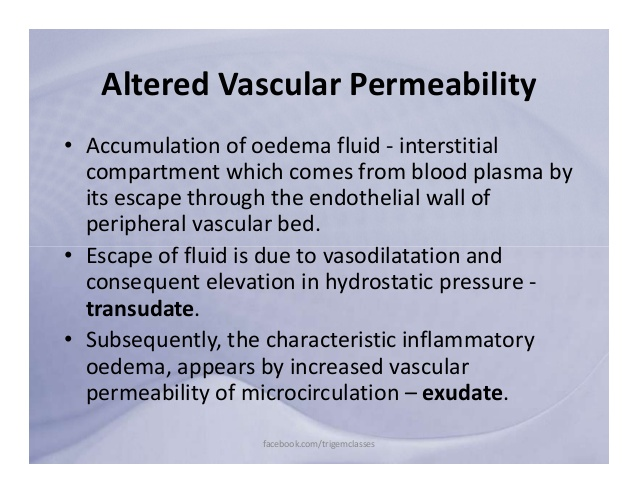 Altered Vascular Permeability
• Accumulation of oedema fluid - interstitial
compartment which comes from blood plasma by
its escape through the endothelial wall of
peripheral vascular bed.
• Escape of fluid is due to vasodilatation and
consequent elevation in hydrostatic pressure -
transudate.
• Subsequently, the characteristic inflammatory
oedema, appears by increased vascular
permeability of microcirculation – exudate.
facebook.com/trigemclasses